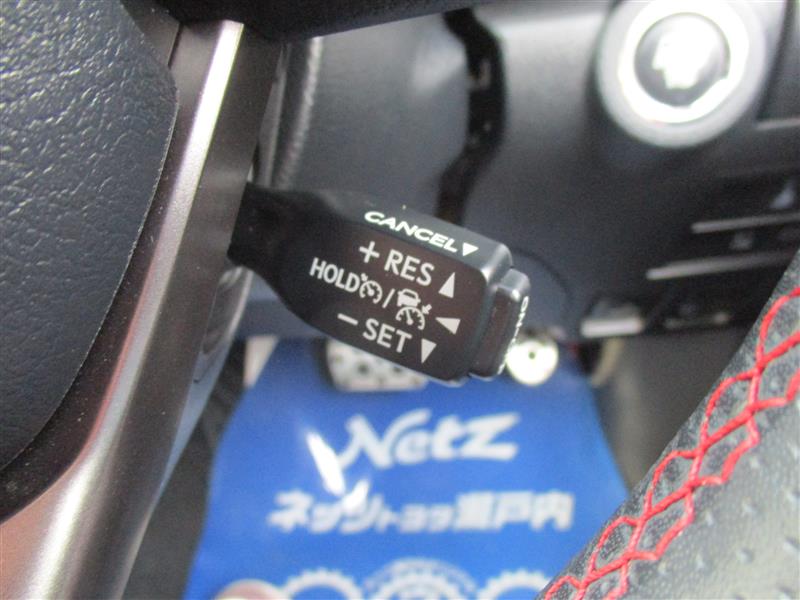 CANCEL▼
+ RES ▲
HOLD / ◀
− SET ▼
Netz
ネッツトヨタ瀬戸内